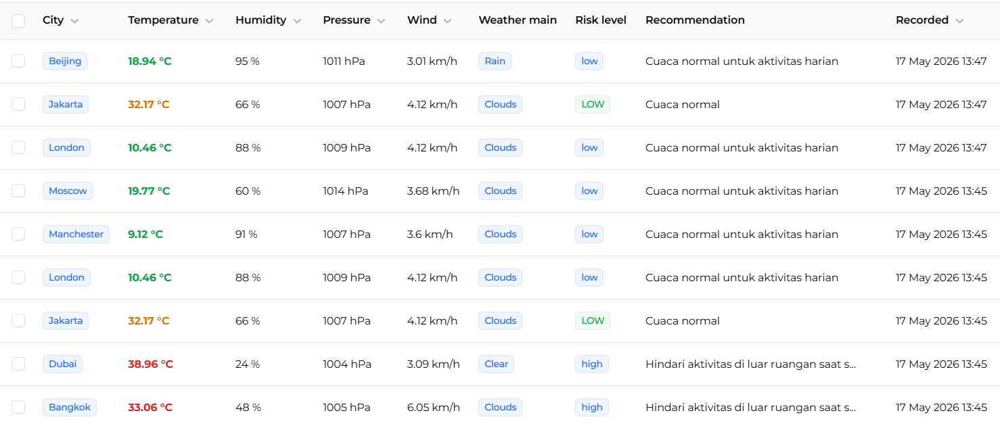 City Temperature Humidity Pressure Wind Weather main Risk level Recommendation Recorded
Beijing 18.94 °C 95 % 1011 hPa 3.01 km/h Rain low Cuaca normal untuk aktivitas harian 17 May 2026 13:47
Jakarta 32.17 °C 66 % 1007 hPa 4.12 km/h Clouds LOW Cuaca normal 17 May 2026 13:47
London 10.46 °C 88 % 1009 hPa 4.12 km/h Clouds low Cuaca normal untuk aktivitas harian 17 May 2026 13:47
Moscow 19.77 °C 60 % 1014 hPa 3.68 km/h Clouds low Cuaca normal untuk aktivitas harian 17 May 2026 13:45
Manchester 9.12 °C 91 % 1007 hPa 3.6 km/h Clouds low Cuaca normal untuk aktivitas harian 17 May 2026 13:45
London 10.46 °C 88 % 1009 hPa 4.12 km/h Clouds low Cuaca normal untuk aktivitas harian 17 May 2026 13:45
Jakarta 32.17 °C 66 % 1007 hPa 4.12 km/h Clouds LOW Cuaca normal 17 May 2026 13:45
Dubai 38.96 °C 24 % 1004 hPa 3.09 km/h Clear high Hindari aktivitas di luar ruangan saat s... 17 May 2026 13:45
Bangkok 33.06 °C 48 % 1005 hPa 6.05 km/h Clouds high Hindari aktivitas di luar ruangan saat s... 17 May 2026 13:45